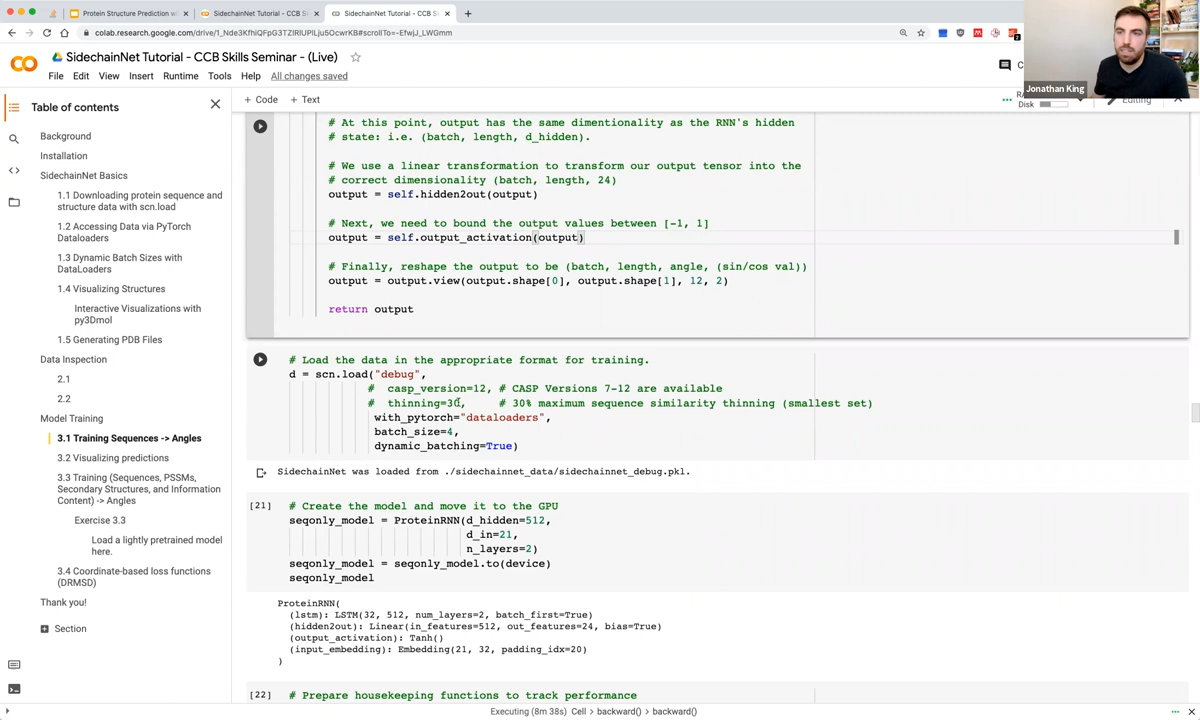 Protein Structure Prediction wi
SidechainNet Tutorial - CCB Sk
SidechainNet Tutorial - CCB Sk
colab.research.google.com/drive/1_Nde3KfhiQFpG3TZlRIUPlLju5OcwrKB#scrollTo=-EfwjJ_LWGmm
SidechainNet Tutorial - CCB Skills Seminar - (Live)
File Edit View Insert Runtime Tools Help All changes saved
Jonathan King
Table of contents
+ Code + Text
Disk
Editing
Background
Installation
SidechainNet Basics
1.1 Downloading protein sequence and
structure data with scn.load
1.2 Accessing Data via PyTorch
Dataloaders
1.3 Dynamic Batch Sizes with
DataLoaders
1.4 Visualizing Structures
Interactive Visualizations with
py3Dmol
1.5 Generating PDB Files
Data Inspection
2.1
2.2
Model Training
3.1 Training Sequences -> Angles
3.2 Visualizing predictions
3.3 Training (Sequences, PSSMs,
Secondary Structures, and Information
Content) -> Angles
Exercise 3.3
Load a lightly pretrained model
here.
3.4 Coordinate-based loss functions
(DRMSD)
Thank you!
Section
# At this point, output has the same dimentionality as the RNN's hidden
# state: i.e. (batch, length, d_hidden).
# We use a linear transformation to transform our output tensor into the
# correct dimensionality (batch, length, 24)
output = self.hidden2out(output)
# Next, we need to bound the output values between [-1, 1]
output = self.output_activation(output)
# Finally, reshape the output to be (batch, length, angle, (sin/cos val))
output = output.view(output.shape[0], output.shape[1], 12, 2)
return output
# Load the data in the appropriate format for training.
d = scn.load("debug",
# casp_version=12, # CASP Versions 7-12 are available
# thinning=30, # 30% maximum sequence similarity thinning (smallest set)
with_pytorch="dataloaders",
batch_size=4,
dynamic_batching=True)
SidechainNet was loaded from ./sidechainnet_data/sidechainnet_debug.pkl.
[21] # Create the model and move it to the GPU
seqonly_model = ProteinRNN(d_hidden=512,
d_in=21,
n_layers=2)
seqonly_model = seqonly_model.to(device)
seqonly_model
ProteinRNN(
(lstm): LSTM(32, 512, num_layers=2, batch_first=True)
(hidden2out): Linear(in_features=512, out_features=24, bias=True)
(output_activation): Tanh()
(input_embedding): Embedding(21, 32, padding_idx=20)
)
[22] # Prepare housekeeping functions to track performance
Executing (8m 38s) Cell > backward() > backward()